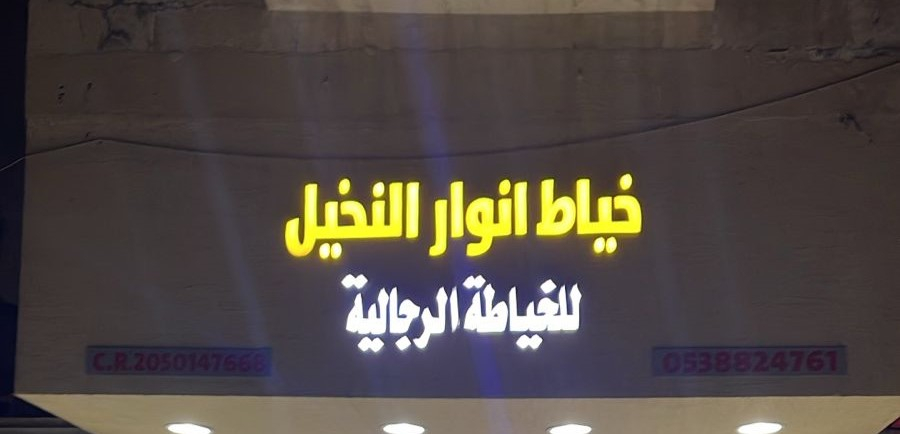 خياط انوار النخيل
للخياطة الرجالية
C.R.2050147668 0538824761